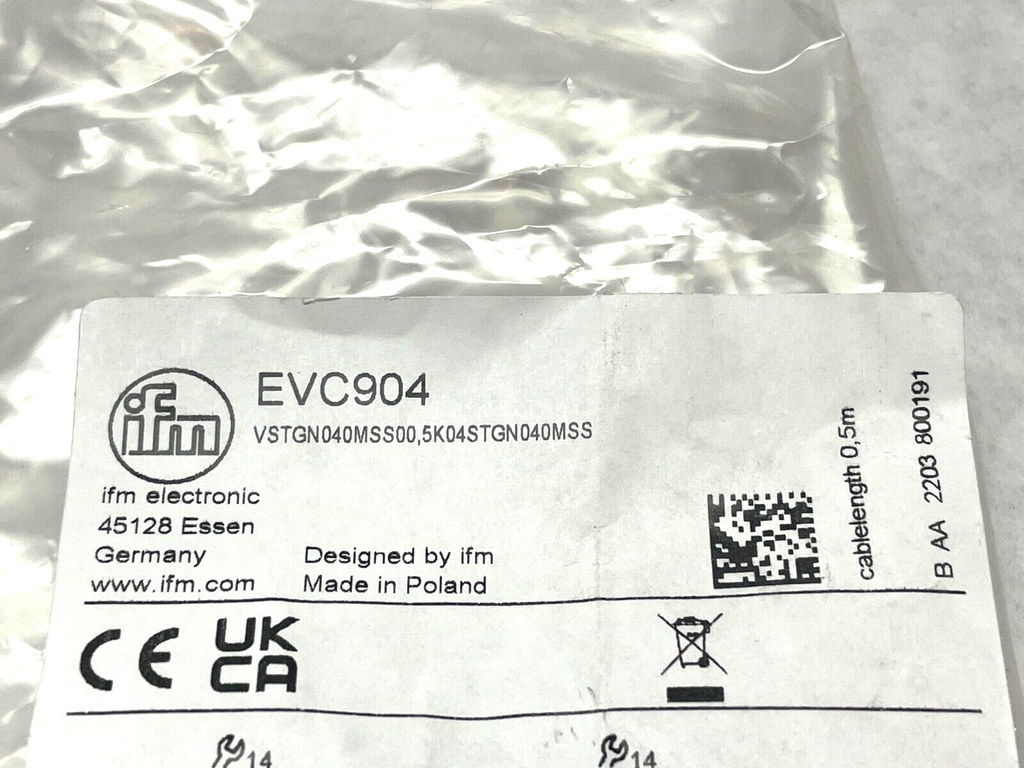 ifm
EVC904
VSTGN040MSS00,5K04STGN040MSS
ifm electronic
45128 Essen
Germany
www.ifm.com
Designed by ifm
Made in Poland
cablelength 0,5m
B AA 2203 800191
CE
UK
CA
14
14